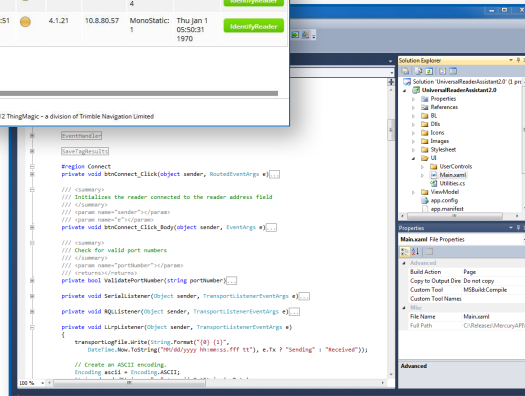 4
IdentifyReader
:51
4.1.21
10.8.80.57
MonoStatic:
1
Thu Jan 1
05:50:31
1970
IdentifyReader
12 ThingMagic - a division of Trimble Navigation Limited
EventHandler
SaveTagResults
#region Connect
private void btnConnect_Click(object sender, RoutedEventArgs e)...
/// <summary>
/// Initializes the reader connected to the reader address field
/// </summary>
/// <param name="sender"></param>
/// <param name="e"></param>
private void btnConnect_Click_Body(object sender, EventArgs e)...
/// <summary>
/// Check for valid port numbers
/// </summary>
/// <param name="portNumber"></param>
/// <returns></returns>
private bool ValidatePortNumber(string portNumber)...
private void SerialListener(Object sender, TransportListenerEventArgs e)...
private void RQLListener(Object sender, TransportListenerEventArgs e)...
private void LLrpListener(Object sender, TransportListenerEventArgs e)
{
transportLogFile.Write(String.Format("{0} {1}",
DateTime.Now.ToString("MM/dd/yyyy hh:mm:ss.fff tt"), e.Tx ? "Sending" : "Received"));
// Create an ASCII encoding.
Encoding ascii = Encoding.ASCII;
100 %
Solution Explorer
Solution 'UniversalReaderAssistant2.0' (1 pro
UniversalReaderAssistant2.0
Properties
References
BL
Dlls
Icons
Images
Stylesheet
UI
UserControls
Main.xaml
Utilities.cs
ViewModel
app.config
app.manifest
Properties
Main.xaml File Properties
Advanced
Build Action Page
Copy to Output Dire Do not copy
Custom Tool MSBuild:Compile
Custom Tool Names
Misc
File Name Main.xaml
Full Path C:\Releases\MercuryAPI
Advanced